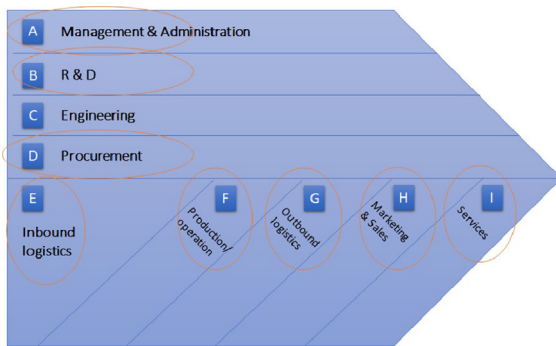 A Management & Administration
B R & D
C Engineering
D Procurement
E
Inbound
logistics
F
Production/
operation
G
Outbound
logistics
H
Marketing
& Sales
I
Services